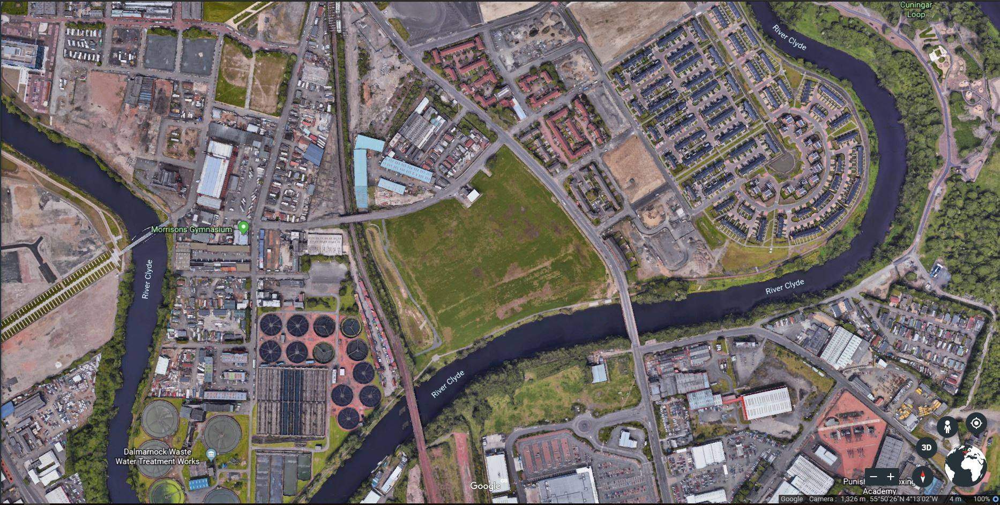 Cuningar
Loop
River Clyde
Morrisons Gymnasium
River Clyde
River Clyde
River Clyde
Dalmarnock Waste
Water Treatment Works
3D
Google
GB
Academy
Google Camera : 1,326 m 55°50'26"N 4°13'02"W 4 m 100%